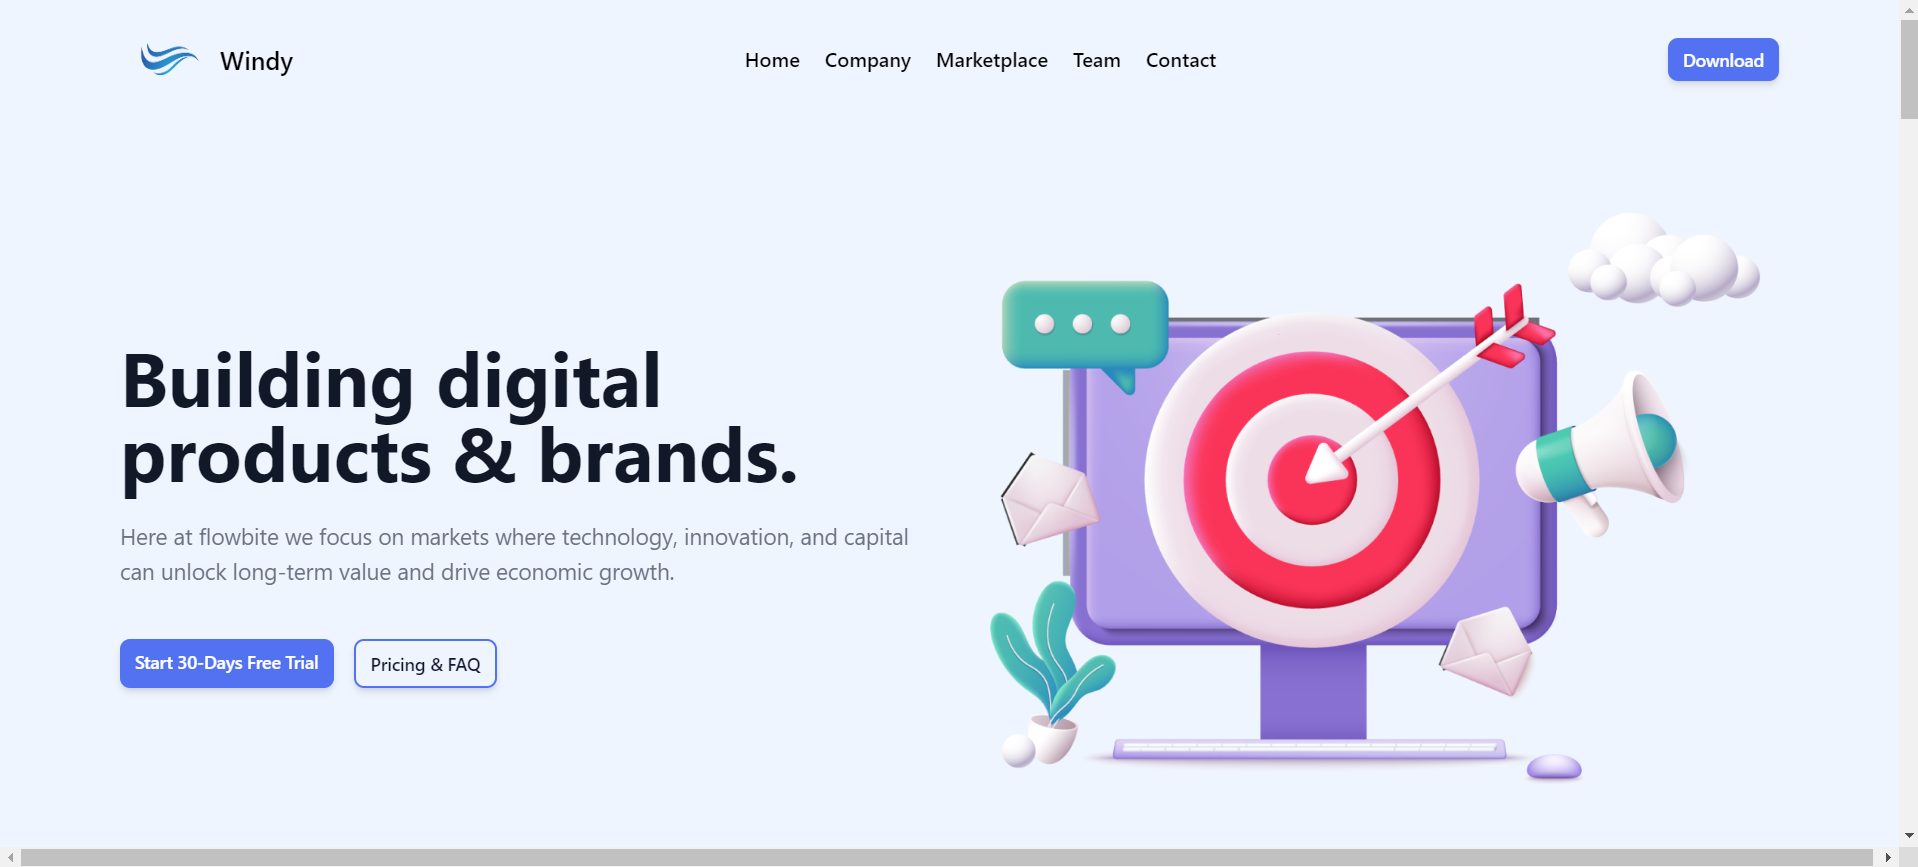 Windy
Home Company Marketplace Team Contact
Download
Building digital
products & brands.
Here at flowbite we focus on markets where technology, innovation, and capital
can unlock long-term value and drive economic growth.
Start 30-Days Free Trial
Pricing & FAQ